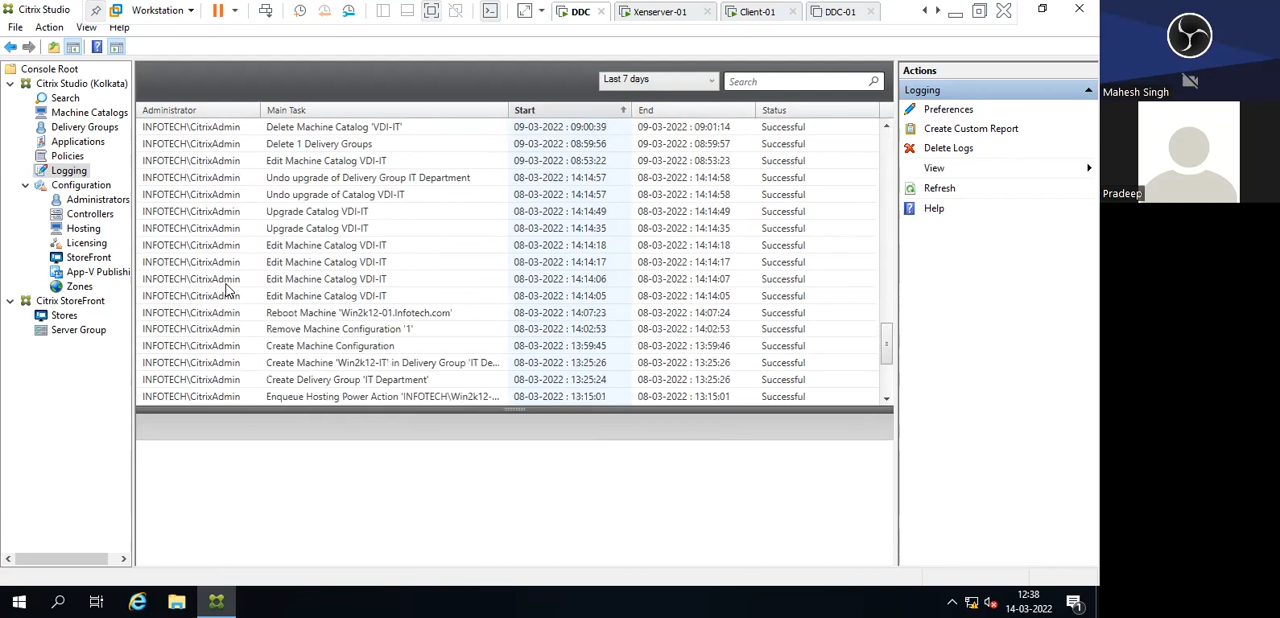 Citrix Studio Workstation DDC Xenserver-01 Client-01 DDC-01
File Action View Help
Console Root
Citrix Studio (Kolkata)
Search
Machine Catalogs
Delivery Groups
Applications
Policies
Logging
Configuration
Administrators
Controllers
Hosting
Licensing
StoreFront
App-V Publishi
Zones
Citrix StoreFront
Stores
Server Group
Last 7 days Search
Administrator Main Task Start End Status
INFOTECH\CitrixAdmin Delete Machine Catalog 'VDI-IT' 09-03-2022 : 09:00:39 09-03-2022 : 09:01:14 Successful
INFOTECH\CitrixAdmin Delete 1 Delivery Groups 09-03-2022 : 08:59:56 09-03-2022 : 08:59:57 Successful
INFOTECH\CitrixAdmin Edit Machine Catalog VDI-IT 09-03-2022 : 08:53:22 09-03-2022 : 08:53:23 Successful
INFOTECH\CitrixAdmin Undo upgrade of Delivery Group IT Department 08-03-2022 : 14:14:57 08-03-2022 : 14:14:58 Successful
INFOTECH\CitrixAdmin Undo upgrade of Catalog VDI-IT 08-03-2022 : 14:14:57 08-03-2022 : 14:14:58 Successful
INFOTECH\CitrixAdmin Upgrade Catalog VDI-IT 08-03-2022 : 14:14:49 08-03-2022 : 14:14:49 Successful
INFOTECH\CitrixAdmin Upgrade Catalog VDI-IT 08-03-2022 : 14:14:35 08-03-2022 : 14:14:35 Successful
INFOTECH\CitrixAdmin Edit Machine Catalog VDI-IT 08-03-2022 : 14:14:18 08-03-2022 : 14:14:18 Successful
INFOTECH\CitrixAdmin Edit Machine Catalog VDI-IT 08-03-2022 : 14:14:17 08-03-2022 : 14:14:17 Successful
INFOTECH\CitrixAdmin Edit Machine Catalog VDI-IT 08-03-2022 : 14:14:06 08-03-2022 : 14:14:07 Successful
INFOTECH\CitrixAdmin Edit Machine Catalog VDI-IT 08-03-2022 : 14:14:05 08-03-2022 : 14:14:05 Successful
INFOTECH\CitrixAdmin Reboot Machine 'Win2k12-01.Infotech.com' 08-03-2022 : 14:07:23 08-03-2022 : 14:07:24 Successful
INFOTECH\CitrixAdmin Remove Machine Configuration '1' 08-03-2022 : 14:02:53 08-03-2022 : 14:02:53 Successful
INFOTECH\CitrixAdmin Create Machine Configuration 08-03-2022 : 13:59:45 08-03-2022 : 13:59:46 Successful
INFOTECH\CitrixAdmin Create Machine 'Win2k12-IT' in Delivery Group 'IT De... 08-03-2022 : 13:25:26 08-03-2022 : 13:25:26 Successful
INFOTECH\CitrixAdmin Create Delivery Group 'IT Department' 08-03-2022 : 13:25:24 08-03-2022 : 13:25:26 Successful
INFOTECH\CitrixAdmin Enqueue Hosting Power Action 'INFOTECH\Win2k12-... 08-03-2022 : 13:15:01 08-03-2022 : 13:15:01 Successful
Actions
Logging
Preferences
Create Custom Report
Delete Logs
View
Refresh
Help
Mahesh Singh
Pradeep
12:38
14-03-2022
1